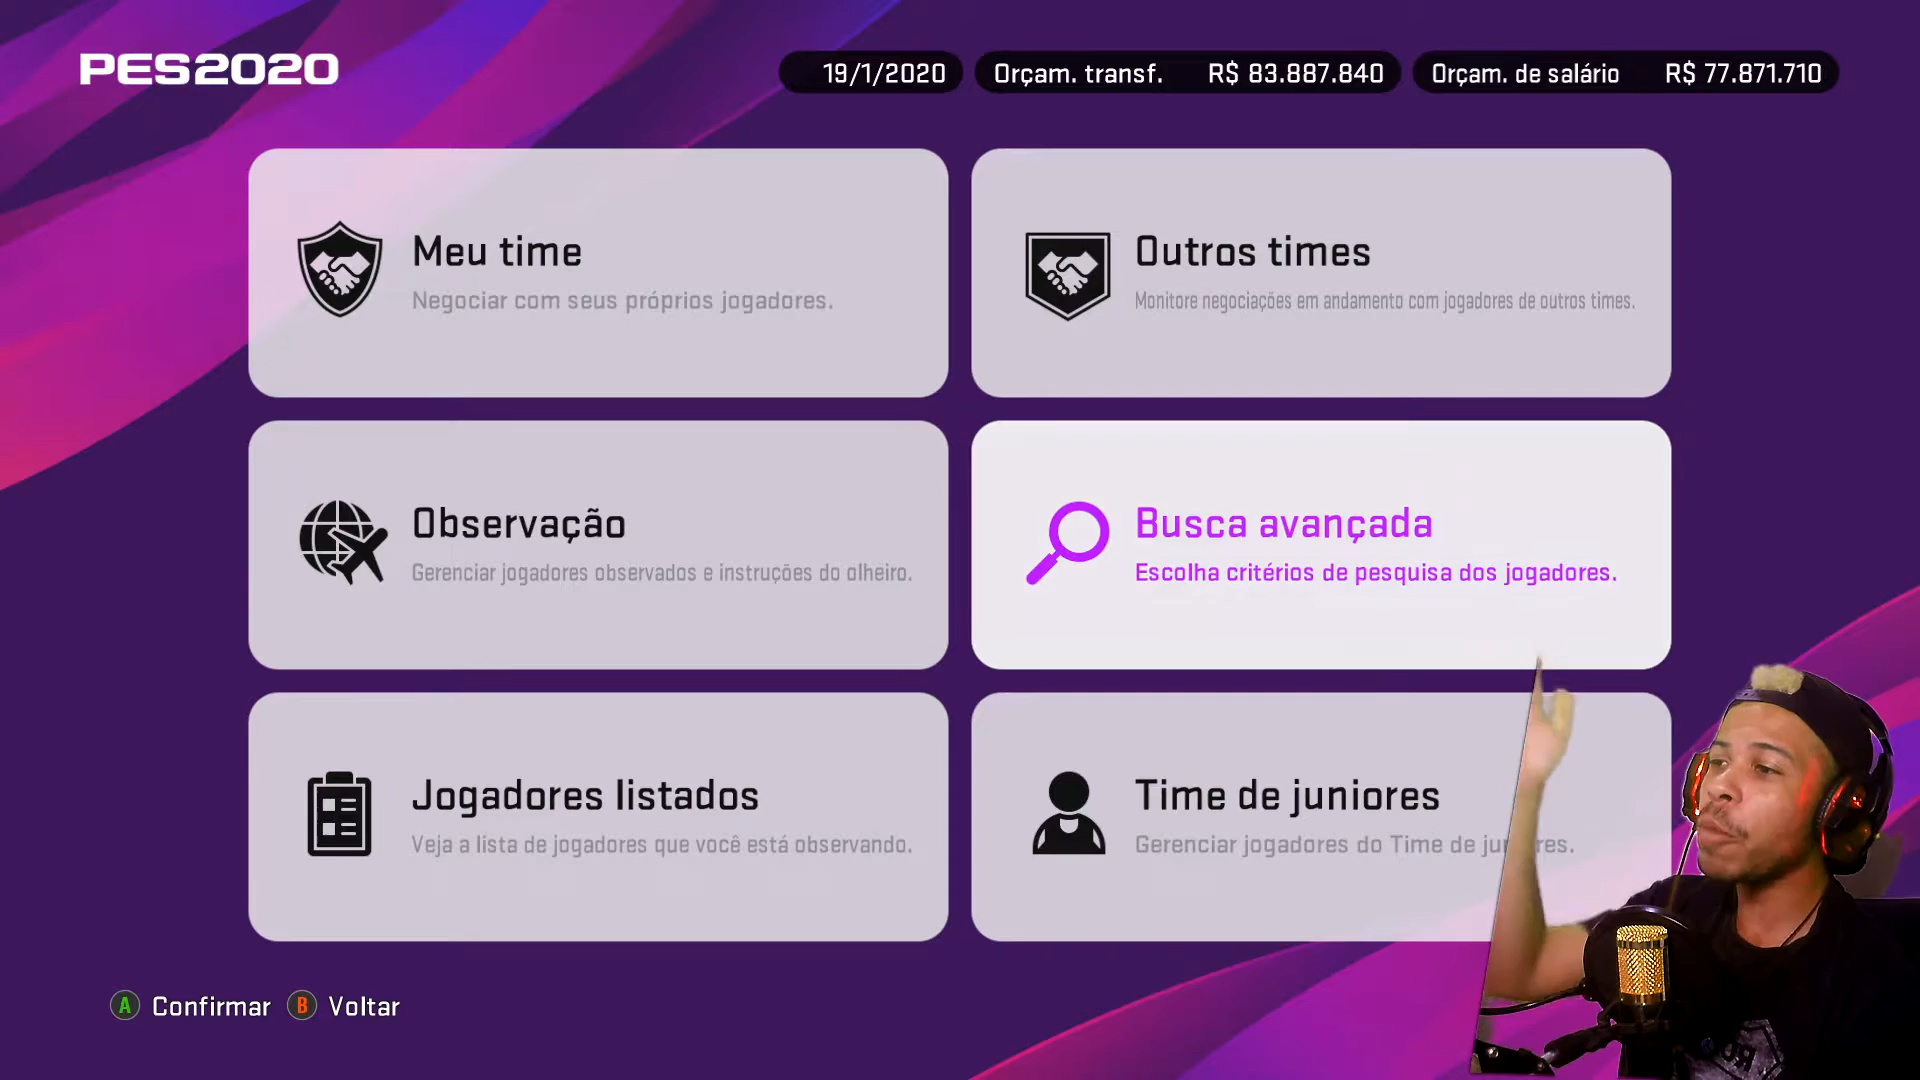 PES2020
19/1/2020
Orçam. transf. R$ 83.887.840
Orçam. de salário R$ 77.871.710
Meu time
Negociar com seus próprios jogadores.
Outros times
Monitore negociações em andamento com jogadores de outros times.
Observação
Gerenciar jogadores observados e instruções do olheiro.
Busca avançada
Escolha critérios de pesquisa dos jogadores.
Jogadores listados
Veja a lista de jogadores que você está observando.
Time de juniores
Gerenciar jogadores do Time de juniores.
A Confirmar B Voltar